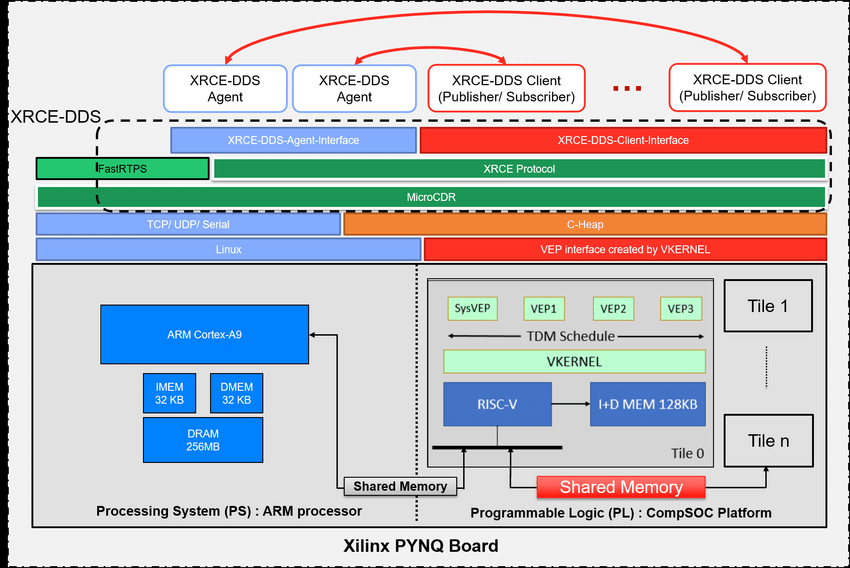 XRCE-DDS
Agent
XRCE-DDS
Agent
XRCE-DDS Client
(Publisher/ Subscriber)
...
XRCE-DDS Client
(Publisher/ Subscriber)
XRCE-DDS
XRCE-DDS-Agent-Interface
XRCE-DDS-Client-Interface
FastRTPS
XRCE Protocol
MicroCDR
TCP/ UDP/ Serial
C-Heap
Linux
VEP interface created by VKERNEL
ARM Cortex-A9
IMEM
32 KB
DMEM
32 KB
DRAM
256MB
SysVEP
VEP1
VEP2
VEP3
TDM Schedule
VKERNEL
RISC-V
I+D MEM 128KB
Tile 0
Tile 1
Tile n
Shared Memory
Shared Memory
Processing System (PS) : ARM processor
Programmable Logic (PL) : CompSOC Platform
Xilinx PYNQ Board